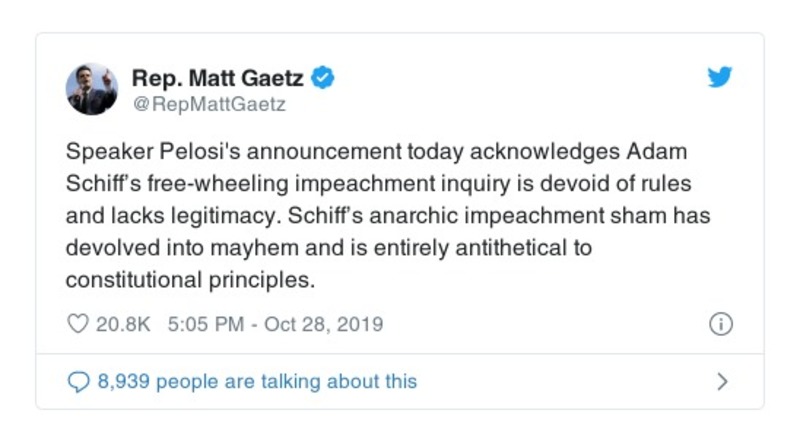 Rep. Matt Gaetz
@RepMattGaetz
Speaker Pelosi's announcement today acknowledges Adam
Schiff's free-wheeling impeachment inquiry is devoid of rules
and lacks legitimacy. Schiff's anarchic impeachment sham has
devolved into mayhem and is entirely antithetical to
constitutional principles.
20.8K 5:05 PM - Oct 28, 2019
8,939 people are talking about this